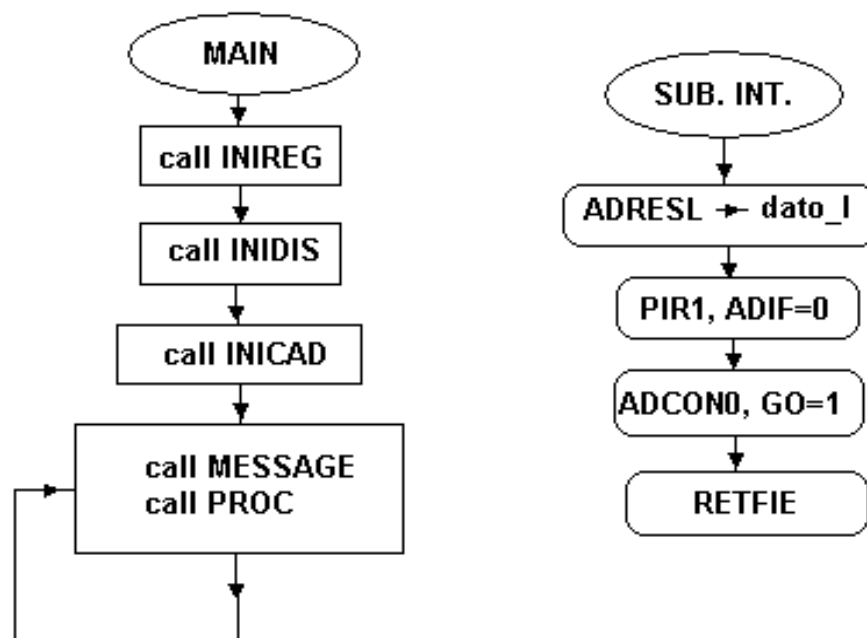 MAIN
call INIREG
call INIDIS
call INICAD
call MESSAGE
call PROC
SUB. INT.
ADRESL → dato_l
PIR1, ADIF=0
ADCON0, GO=1
RETFIE